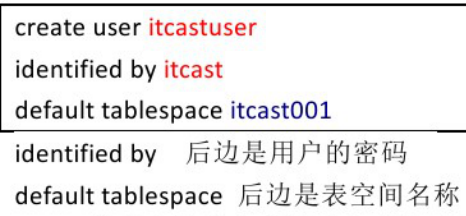 create user itcastuser
identified by itcast
default tablespace itcast001
identified by 后边是用户的密码
default tablespace 后边是表空间名称